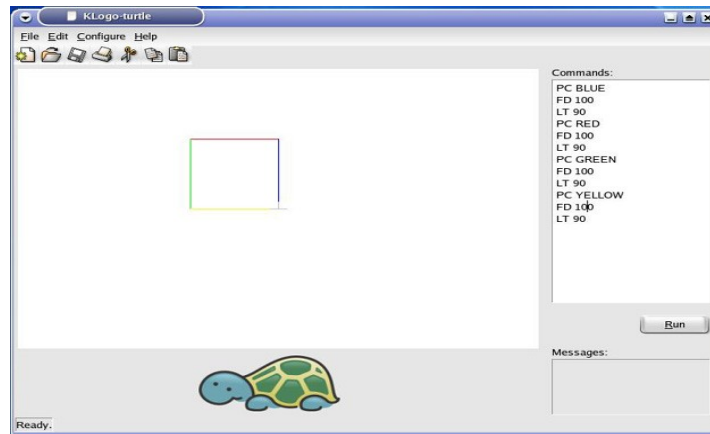 KLogo-turtle
File Edit Configure Help
Commands:
PC BLUE
FD 100
LT 90
PC RED
FD 100
LT 90
PC GREEN
FD 100
LT 90
PC YELLOW
FD 100
LT 90
Run
Messages:
Ready.